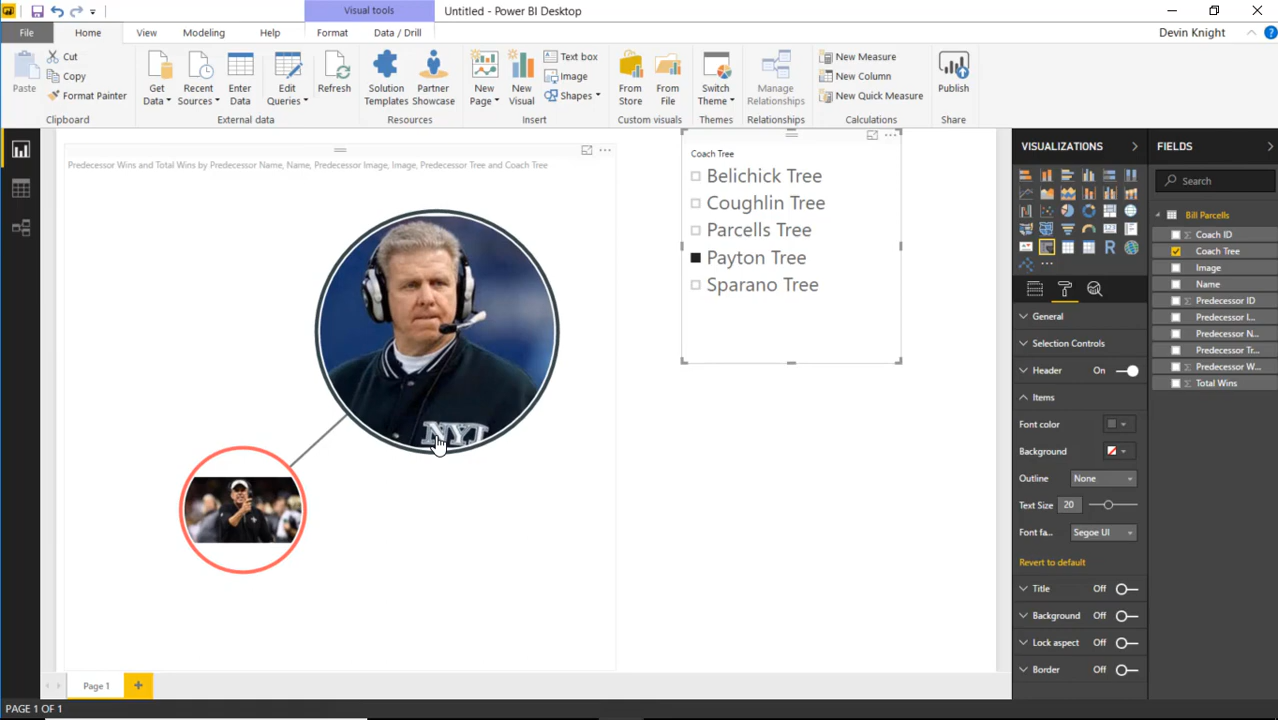 Visual tools
Untitled - Power BI Desktop
File
Home
View
Modeling
Help
Format
Data / Drill
Devin Knight
Paste
Cut
Copy
Format Painter
Clipboard
Get Data
Recent Sources
Enter Data
Edit Queries
Refresh
External data
Solution Templates
Partner Showcase
Resources
New Page
New Visual
Text box
Image
Shapes
Insert
From Store
From File
Custom visuals
Switch Theme
Themes
Manage Relationships
Relationships
New Measure
New Column
New Quick Measure
Calculations
Publish
Share
Predecessor Wins and Total Wins by Predecessor Name, Name, Predecessor Image, Image, Predecessor Tree and Coach Tree
NYJ
Coach Tree
Belichick Tree
Coughlin Tree
Parcells Tree
Payton Tree
Sparano Tree
VISUALIZATIONS
General
Selection Controls
Header On
Items
Font color
Background
Outline None
Text Size 20
Font fa... Segoe UI
Revert to default
Title Off
Background Off
Lock aspect Off
Border Off
FIELDS
Search
Bill Parcells
Σ Coach ID
Coach Tree
Image
Name
Σ Predecessor ID
Predecessor I...
Predecessor N...
Predecessor Tr...
Σ Predecessor W...
Σ Total Wins
Page 1
PAGE 1 OF 1